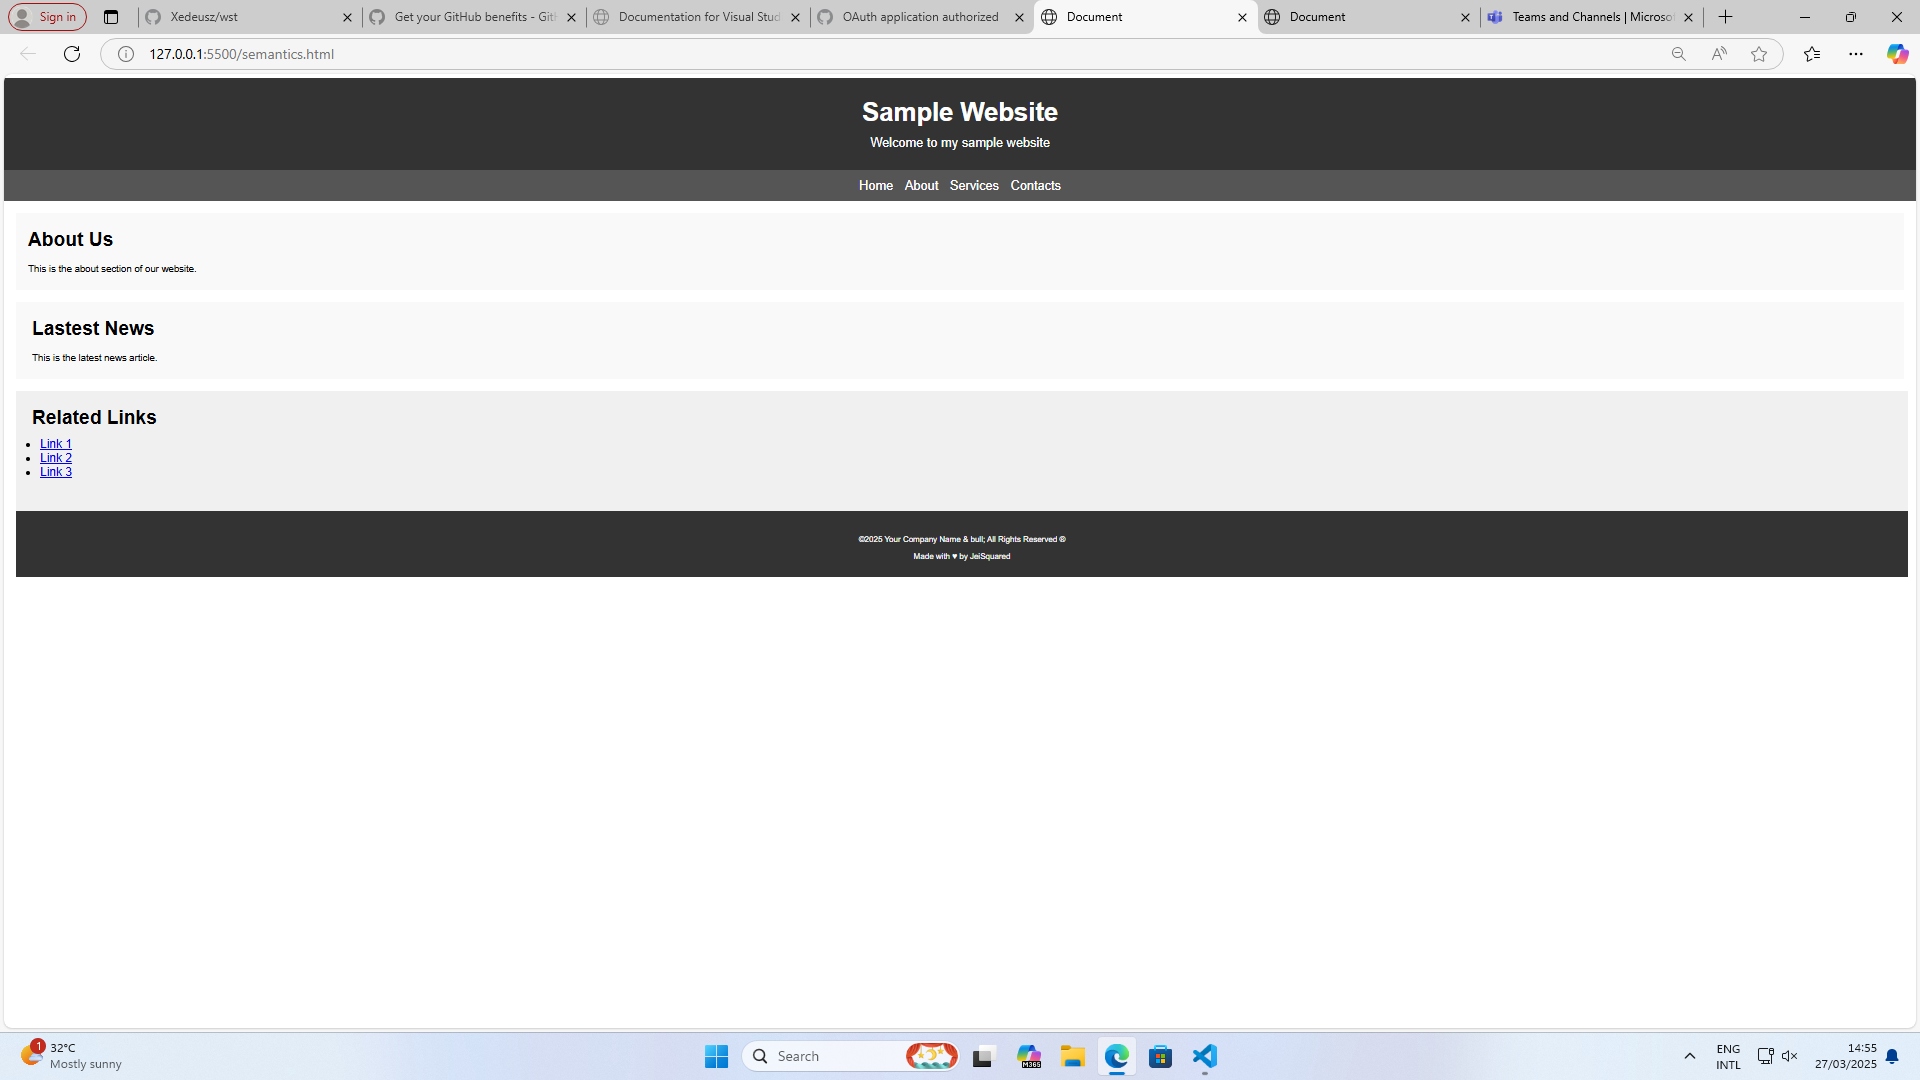 Sign in
Xedeusz/wst
Get your GitHub benefits - Git
Documentation for Visual Stud
OAuth application authorized
Document
Document
Teams and Channels | Microso
127.0.0.1:5500/semantics.html
Sample Website
Welcome to my sample website
Home About Services Contacts
About Us
This is the about section of our website.
Lastest News
This is the latest news article.
Related Links
• Link 1
• Link 2
• Link 3
©2025 Your Company Name & bull; All Rights Reserved ®
Made with ♥ by JeiSquared
1
32°C
Mostly sunny
Search
M365
ENG
INTL
14:55
27/03/2025